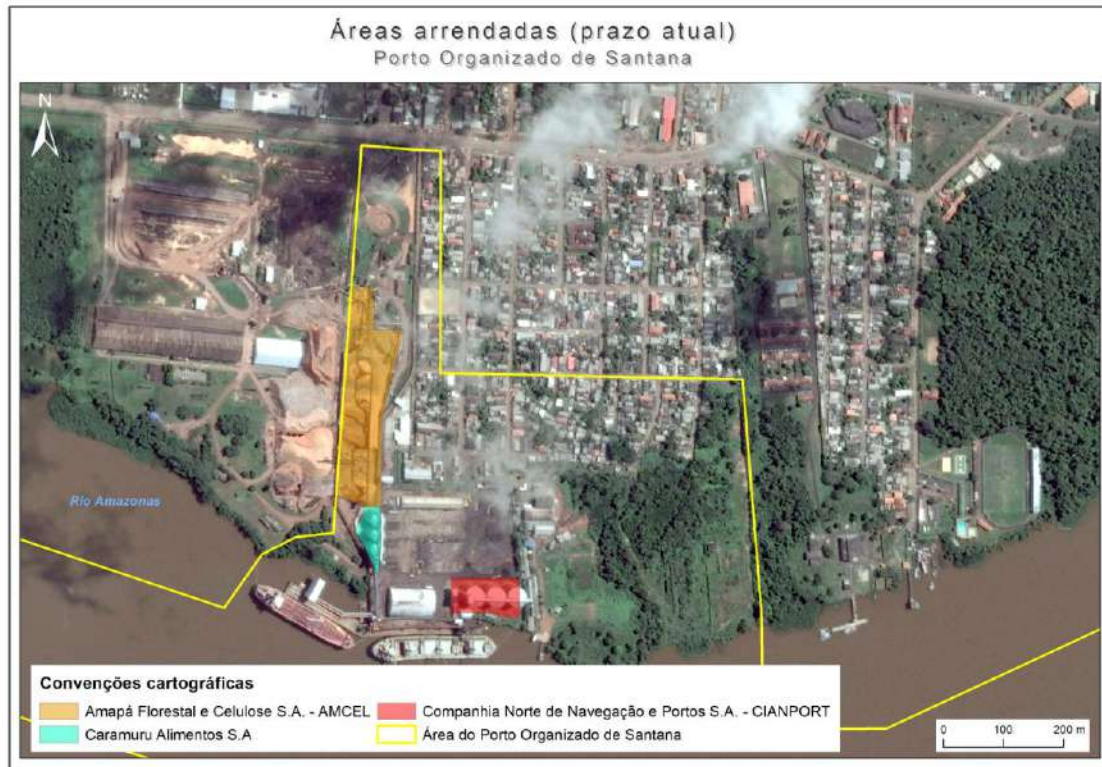 Áreas arrendadas (prazo atual)
Porto Organizado de Santana
N
Rio Amazonas
Convenções cartográficas
Amapá Florestal e Celulose S.A. - AMCEL
Companhia Norte de Navegação e Portos S.A. - CIANPORT
Caramuru Alimentos S.A
Área do Porto Organizado de Santana
0 100 200 m